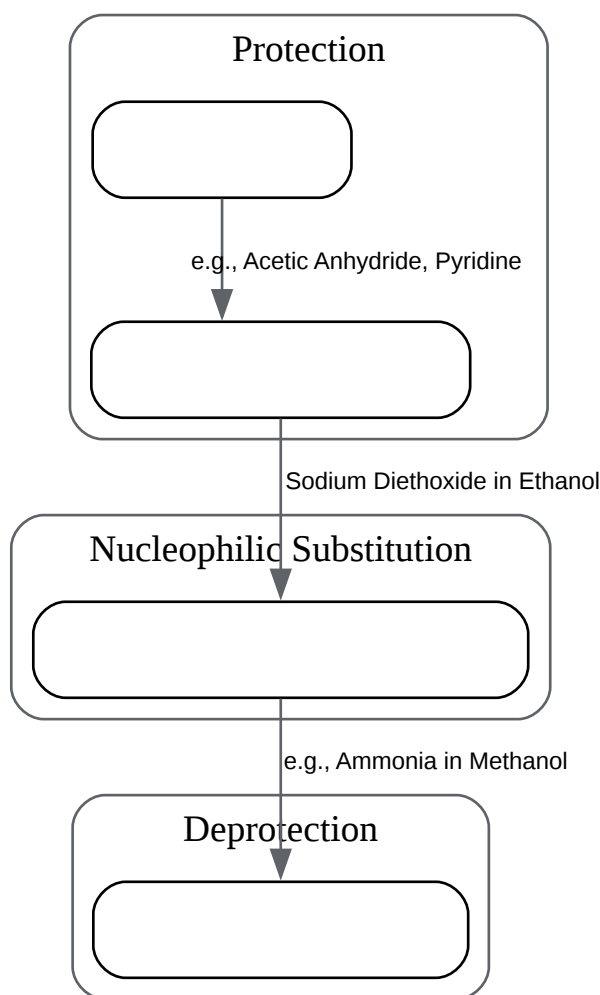 Protection
e.g., Acetic Anhydride, Pyridine
Sodium Diethoxide in Ethanol
Nucleophilic Substitution
e.g., Ammonia in Methanol
Deprotection